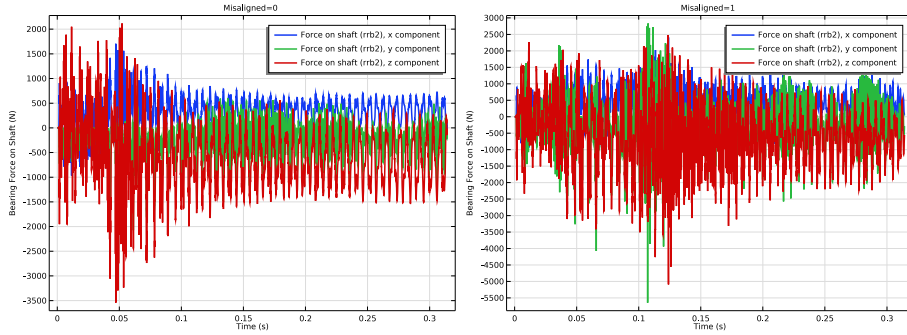 Misaligned=0
Bearing Force on Shaft (N)
2000
1500
1000
500
0
-500
-1000
-1500
-2000
-2500
-3000
-3500
Force on shaft (rrb2), x component
Force on shaft (rrb2), y component
Force on shaft (rrb2), z component
0 0.05 0.1 0.15 0.2 0.25 0.3
Time (s)
Misaligned=1
Bearing Force on Shaft (N)
3000
2500
2000
1500
1000
500
0
-500
-1000
-1500
-2000
-2500
-3000
-3500
-4000
-4500
-5000
-5500
Force on shaft (rrb2), x component
Force on shaft (rrb2), y component
Force on shaft (rrb2), z component
0 0.05 0.1 0.15 0.2 0.25 0.3
Time (s)